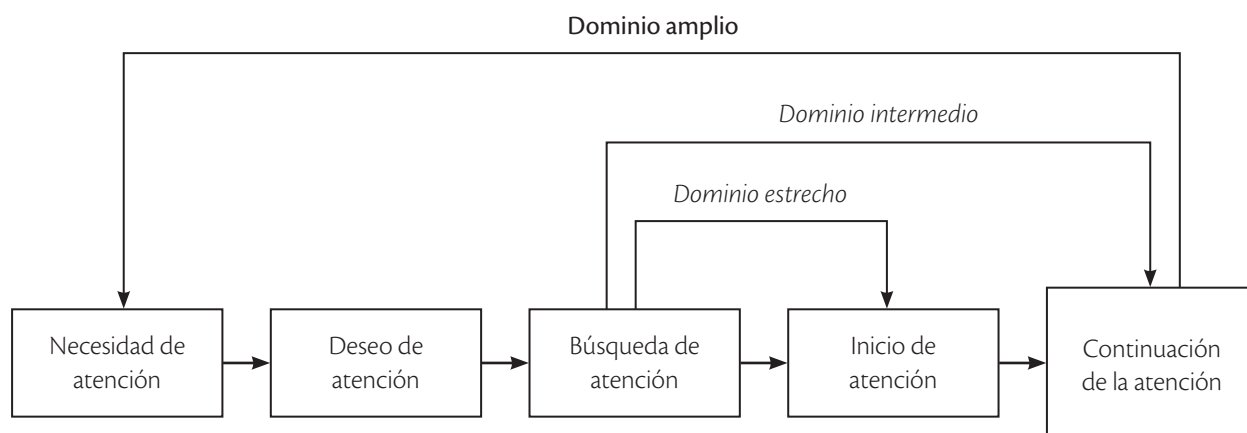 Dominio amplio
Dominio intermedio
Dominio estrecho
Necesidad de
atención
Deseo de
atención
Búsqueda de
atención
Inicio de
atención
Continuación
de la atención